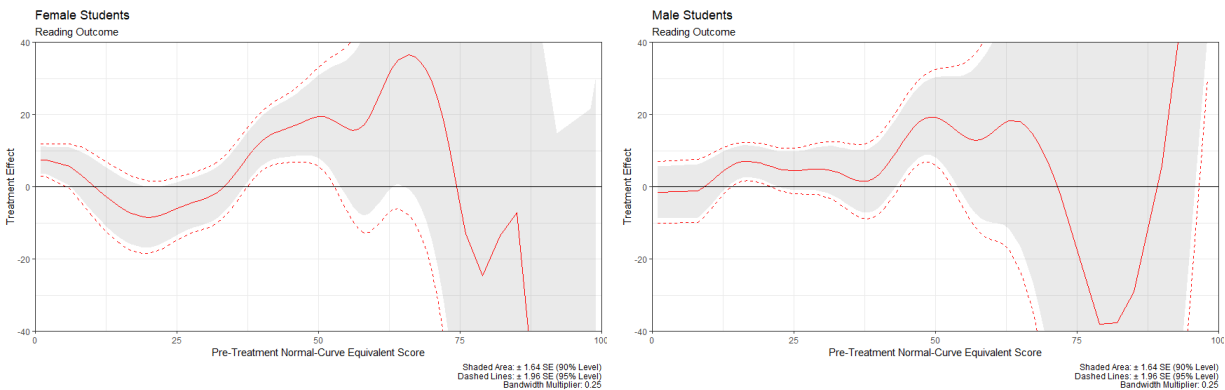 Female Students
Reading Outcome
40
20
0
-20
-40
Treatment Effect
0
25
50
75
100
Pre-Treatment Normal-Curve Equivalent Score
Shaded Area: ± 1.64 SE (90% Level)
Dashed Lines: ± 1.96 SE (95% Level)
Bandwidth Multiplier: 0.25
Male Students
Reading Outcome
40
20
0
-20
-40
Treatment Effect
0
25
50
75
100
Pre-Treatment Normal-Curve Equivalent Score
Shaded Area: ± 1.64 SE (90% Level)
Dashed Lines: ± 1.96 SE (95% Level)
Bandwidth Multiplier: 0.25